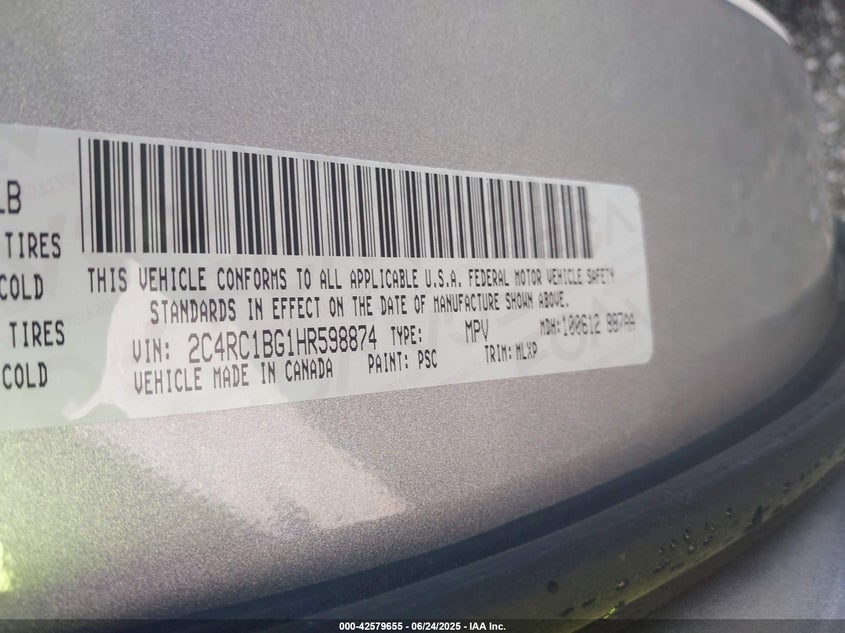 LB
TIRES
COLD
TIRES
COLD
THIS VEHICLE CONFORMS TO ALL APPLICABLE U.S.A. FEDERAL MOTOR VEHICLE SAFETY
STANDARDS IN EFFECT ON THE DATE OF MANUFACTURE SHOWN ABOVE.
VIN: 2C4RC1BG1HR598874 TYPE: MPV MDH:100612 987AA
VEHICLE MADE IN CANADA PAINT: PSC TRIM: MLXP
000-42579655 - 06/24/2025 - IAA Inc.